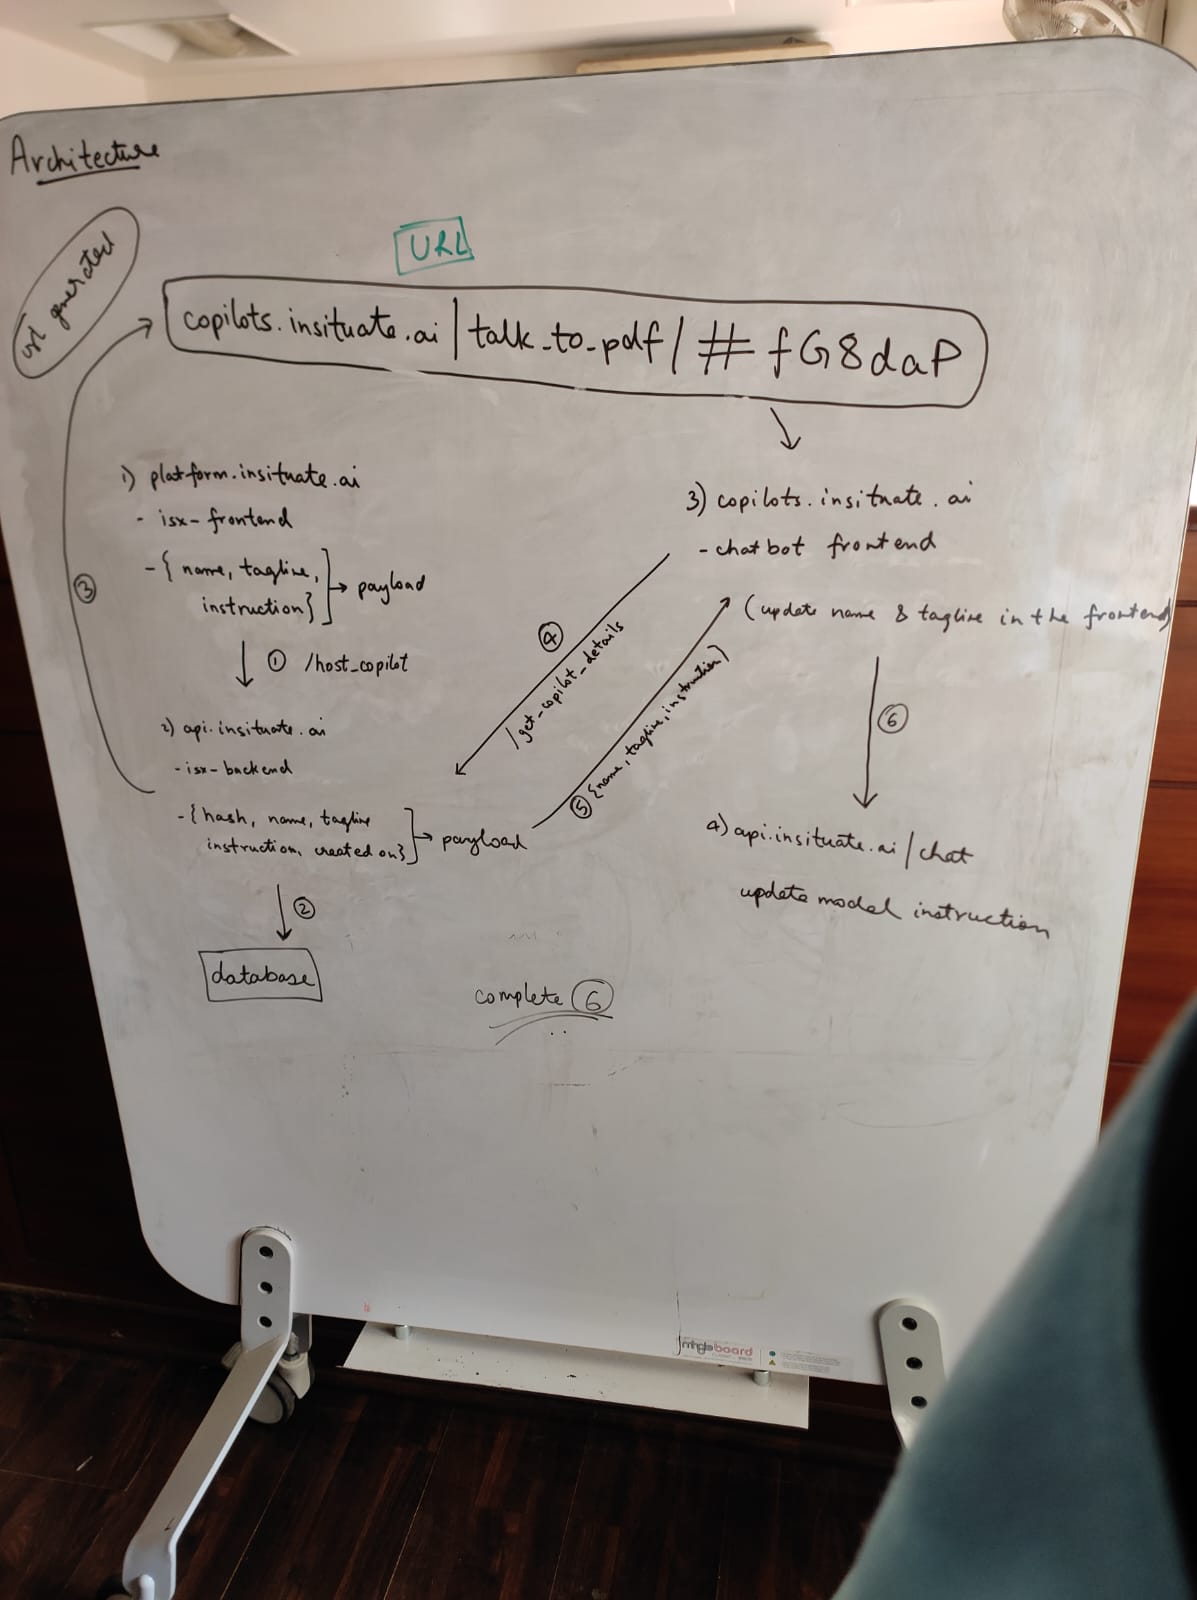 Architecture
URL
url generated
copilots.insituate.ai/talk_to_pdf/#fG8daP
1) platform.insituate.ai
- isx-frontend
- {name, tagline,
instruction} → payload
① /host_copilot
2) api.insituate.ai
- isx-backend
- {hash, name, tagline
instruction, created on} → payload
②
database
③
3) copilots.insituate.ai
- chatbot frontend
(update name & tagline in the frontend)
④
/get_copilot_details
⑤ {name, tagline, instruction}
⑥
4) api.insituate.ai/chat
update model instruction
complete ⑥
board